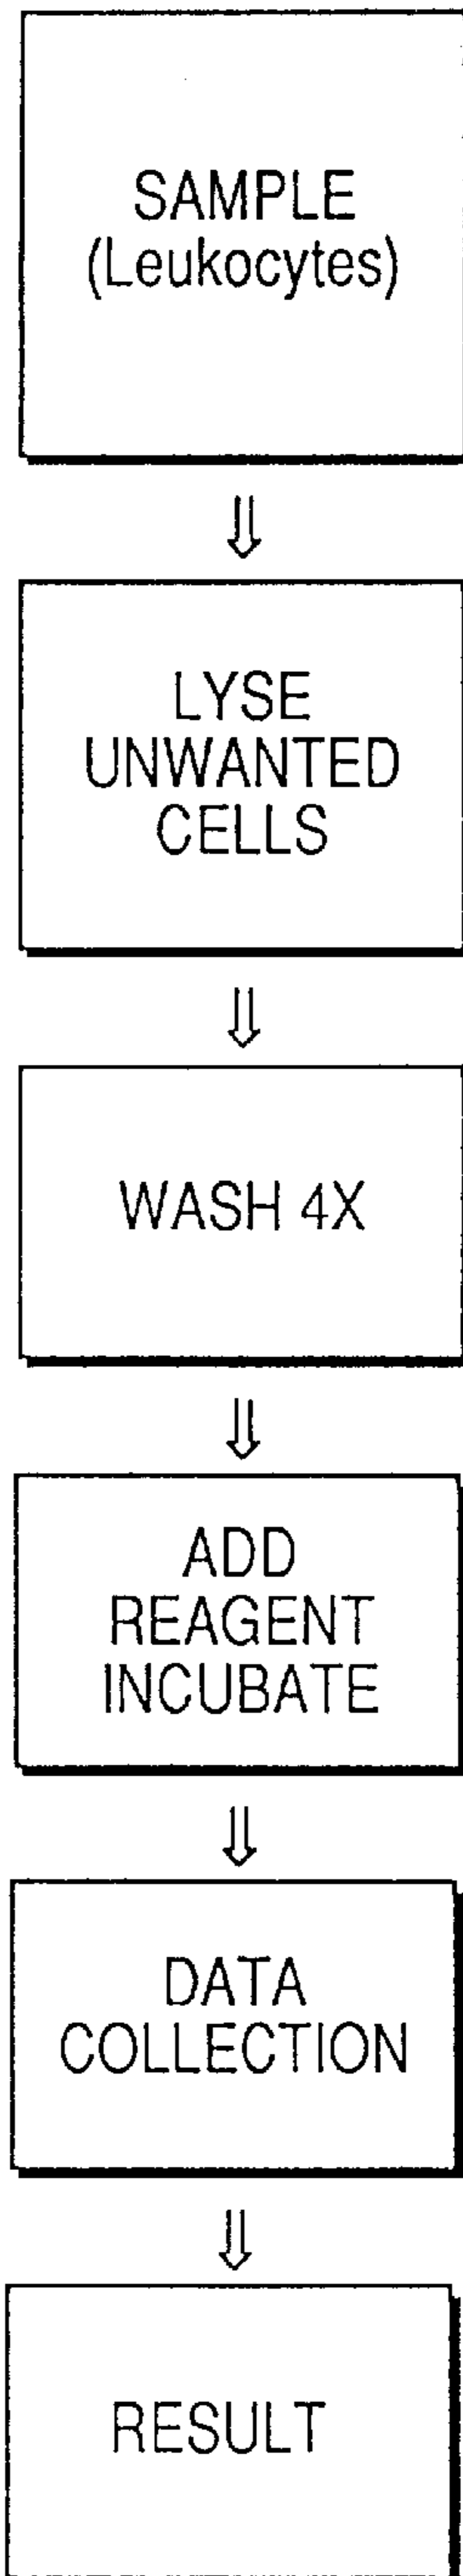 SAMPLE
(Leukocytes)
LYSE
UNWANTED
CELLS
WASH 4X
ADD
REAGENT
INCUBATE
DATA
COLLECTION
RESULT